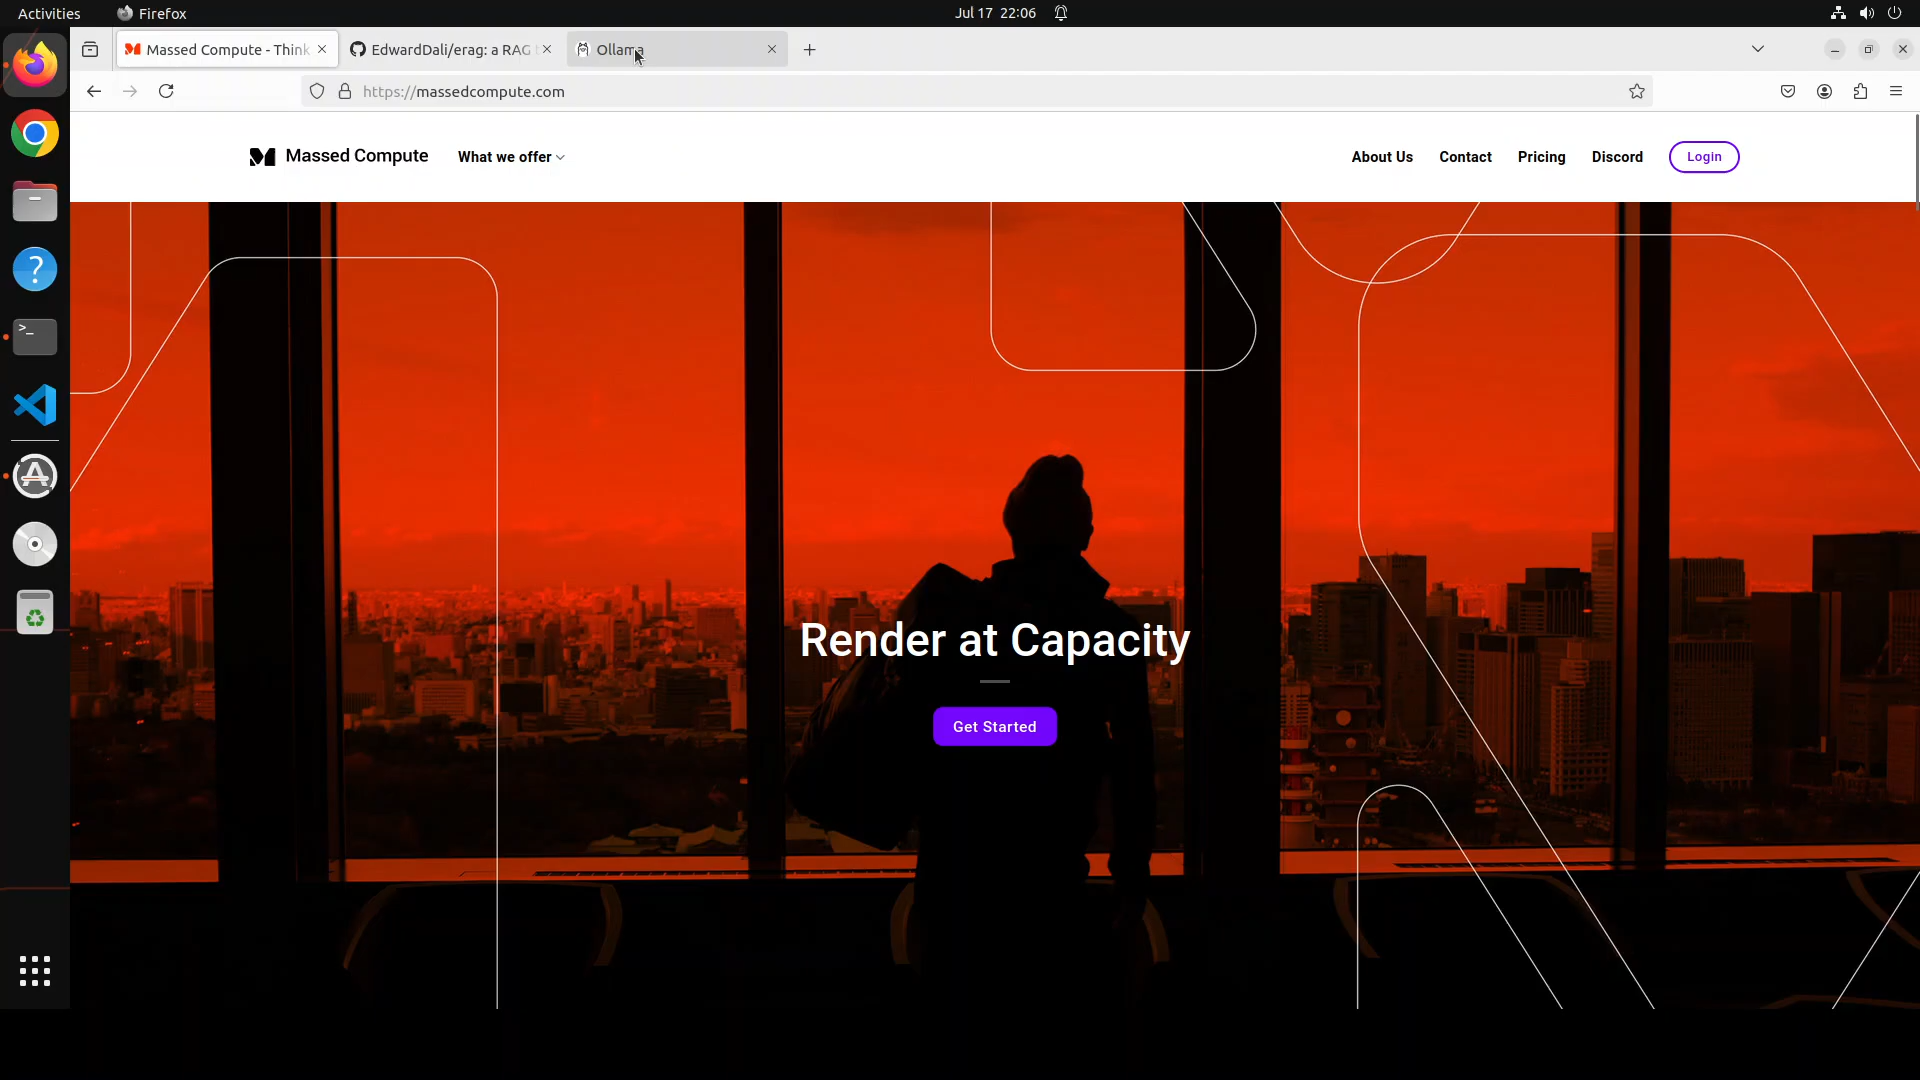 Activities
Firefox
Jul 17 22:06
Massed Compute - Think
EdwardDali/erag: a RAG
Ollama
https://massedcompute.com
Massed Compute
What we offer
About Us
Contact
Pricing
Discord
Login
Render at Capacity
Get Started